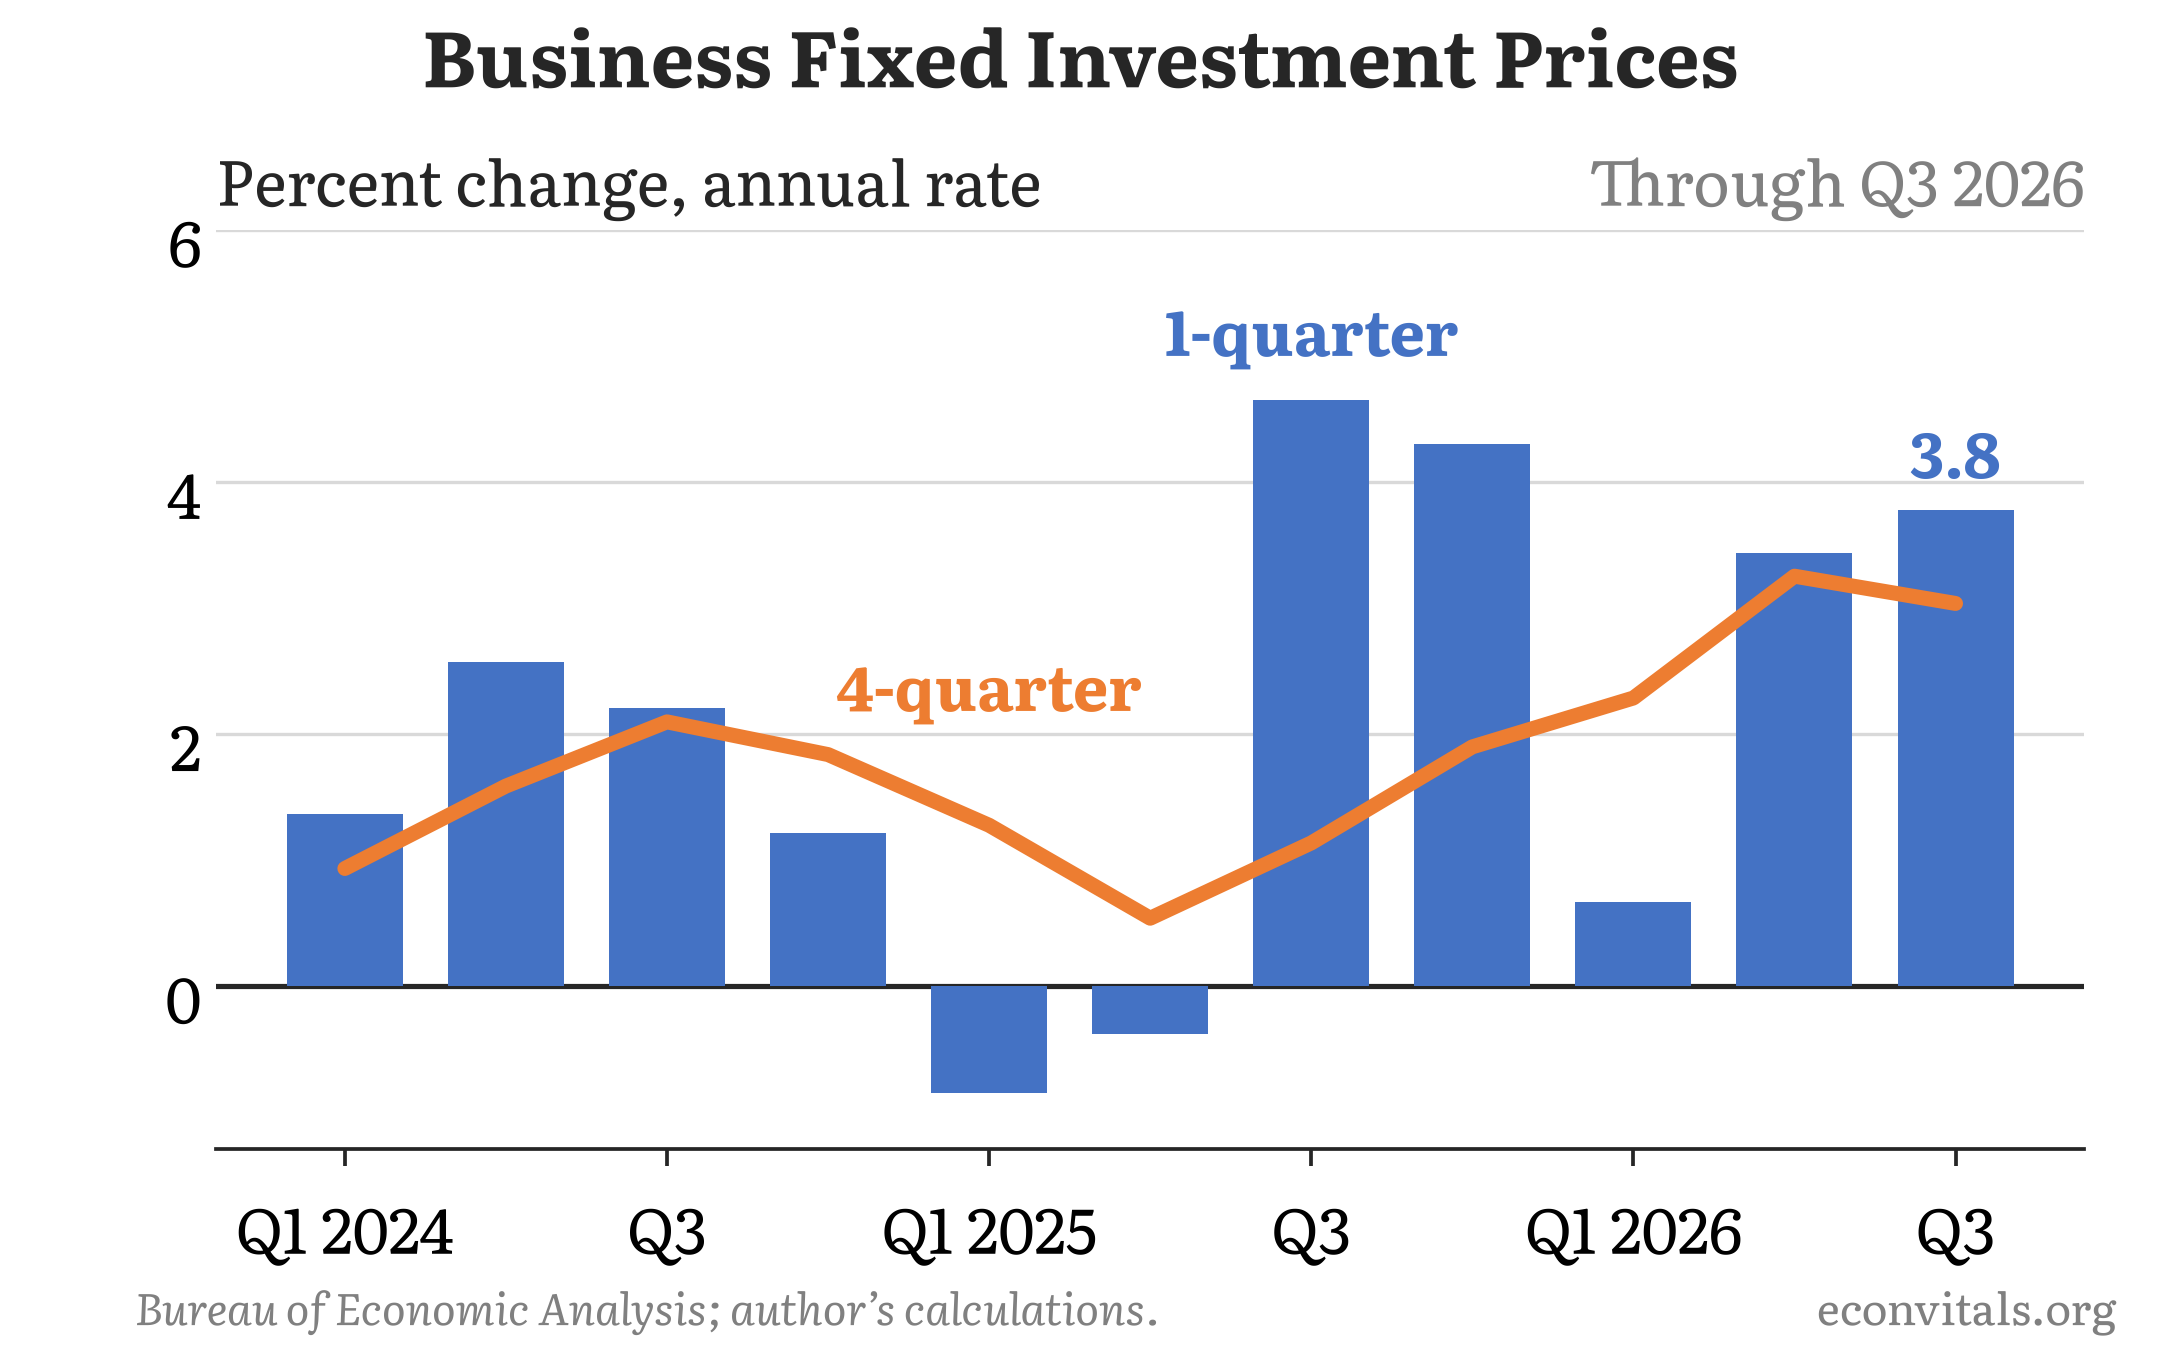 Business Fixed Investment Prices
Percent change, annual rate
Through Q3 2026
6
1-quarter
3.8
4
4-quarter
2
0
Q1 2024 Q3 Q1 2025 Q3 Q1 2026 Q3
Bureau of Economic Analysis; author’s calculations.
econvitals.org